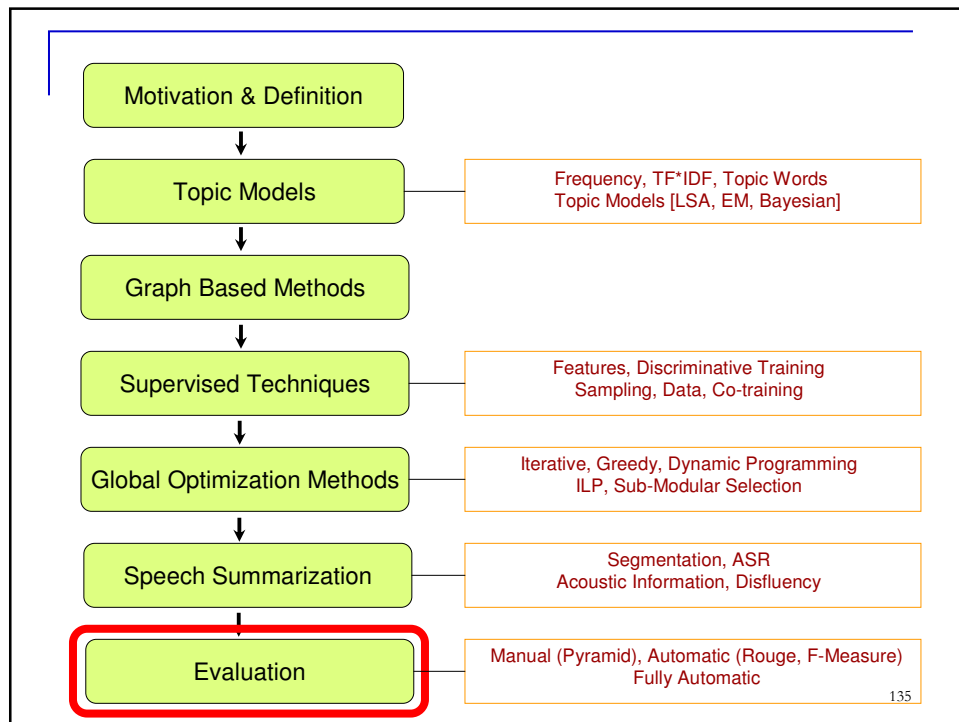 Motivation & Definition
Topic Models
Frequency, TF*IDF, Topic Words
Topic Models [LSA, EM, Bayesian]
Graph Based Methods
Supervised Techniques
Features, Discriminative Training
Sampling, Data, Co-training
Global Optimization Methods
Iterative, Greedy, Dynamic Programming
ILP, Sub-Modular Selection
Speech Summarization
Segmentation, ASR
Acoustic Information, Disfluency
Evaluation
Manual (Pyramid), Automatic (Rouge, F-Measure)
Fully Automatic
135